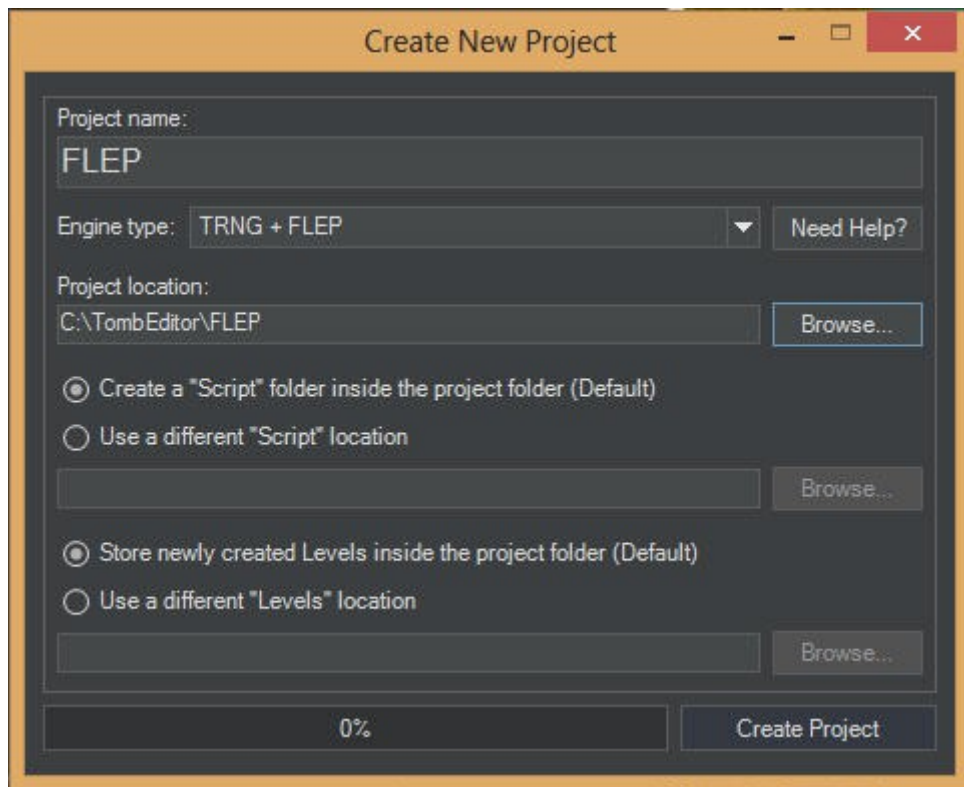 Create New Project
Project name:
FLEP
Engine type: TRNG + FLEP Need Help?
Project location:
C:\TombEditor\FLEP Browse...
Create a "Script" folder inside the project folder (Default)
Use a different "Script" location
Browse...
Store newly created Levels inside the project folder (Default)
Use a different "Levels" location
Browse...
0% Create Project